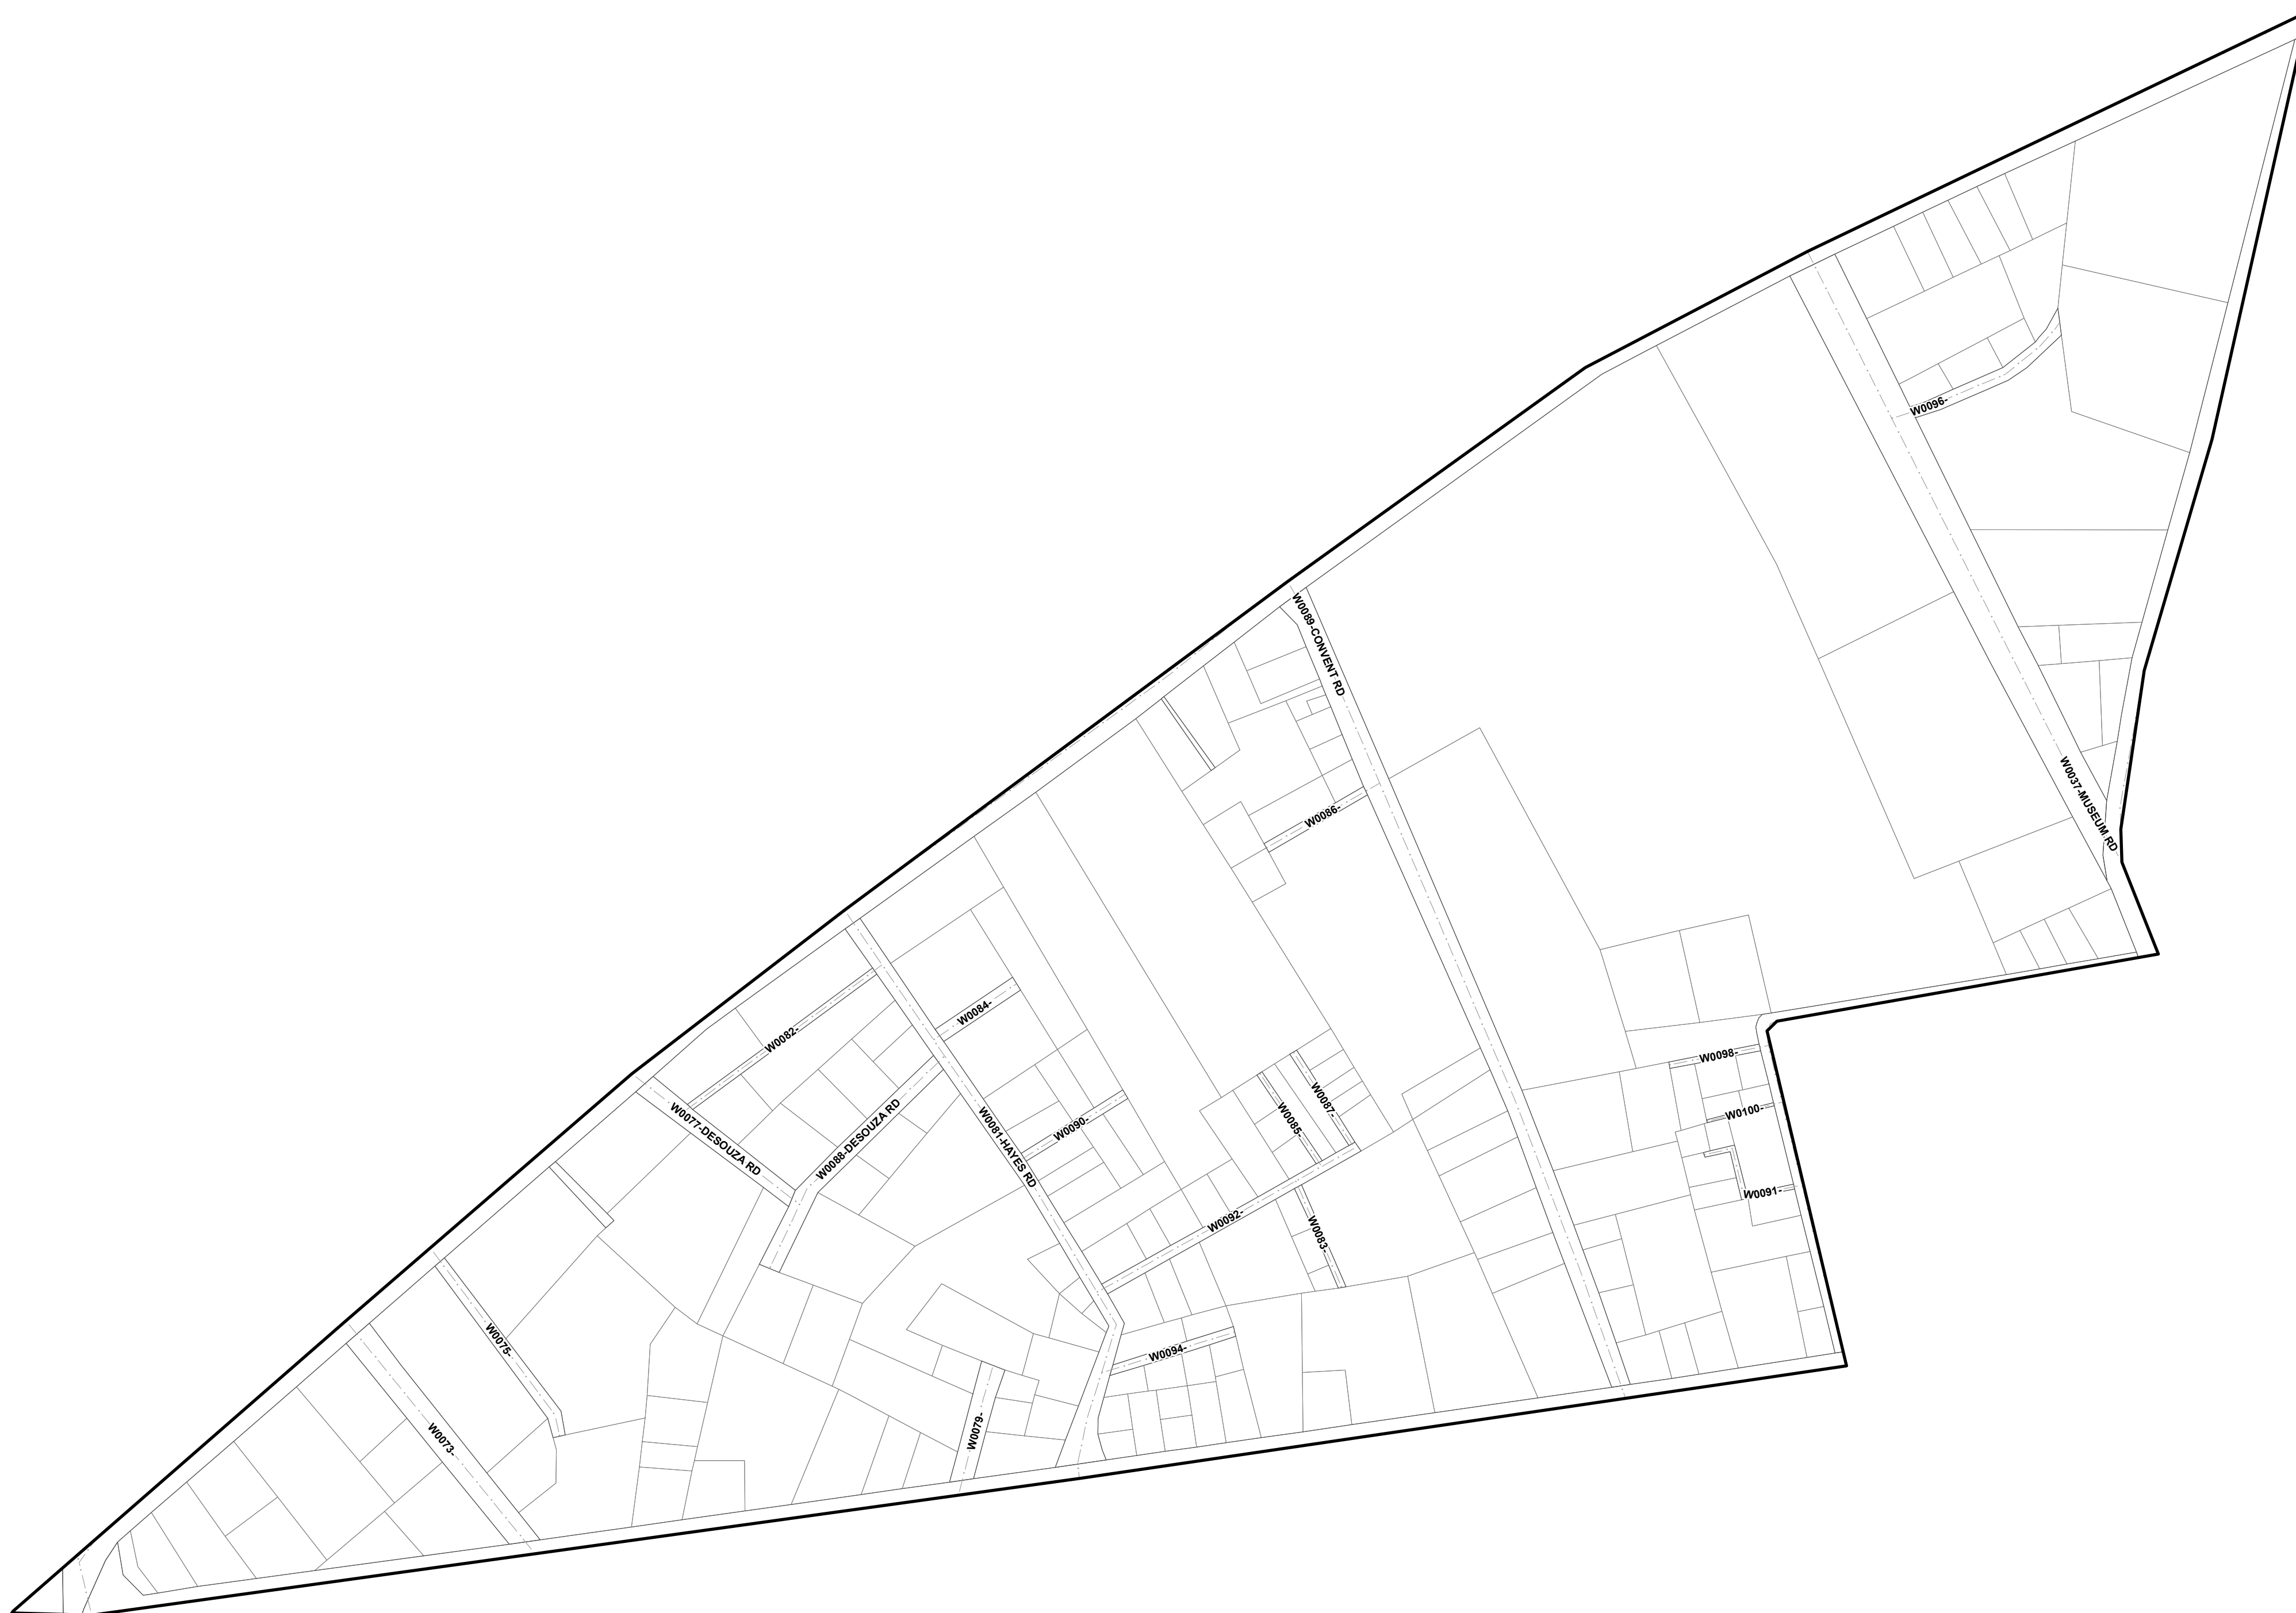 W0096-
W0089-CONVENT RD
W0037-MUSEUM RD
W0086-
W0084-
W0082-
W0098-
W0087-
W0085-
W0100-
W0077-DESOUZA RD
W0088-DESOUZA RD
W0081-HAYES RD
W0090-
W0091-
W0092-
W0083-
W0075-
W0094-
W0079-
W0073-